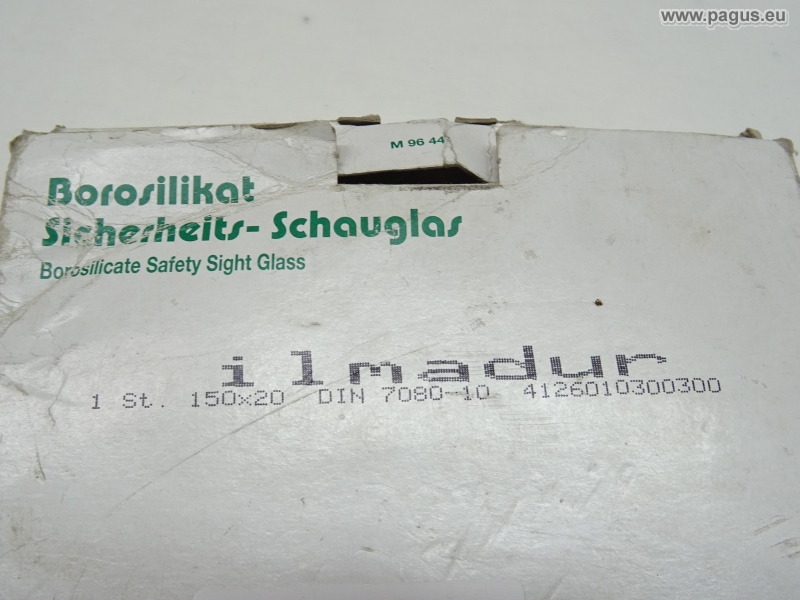 www.pagus.eu
M 96 44
Borosilikat
Sicherheits- Schauglas
Borosilicate Safety Sight Glass
ilmadur
1 St. 150x20 DIN 7080-10 4126010300300